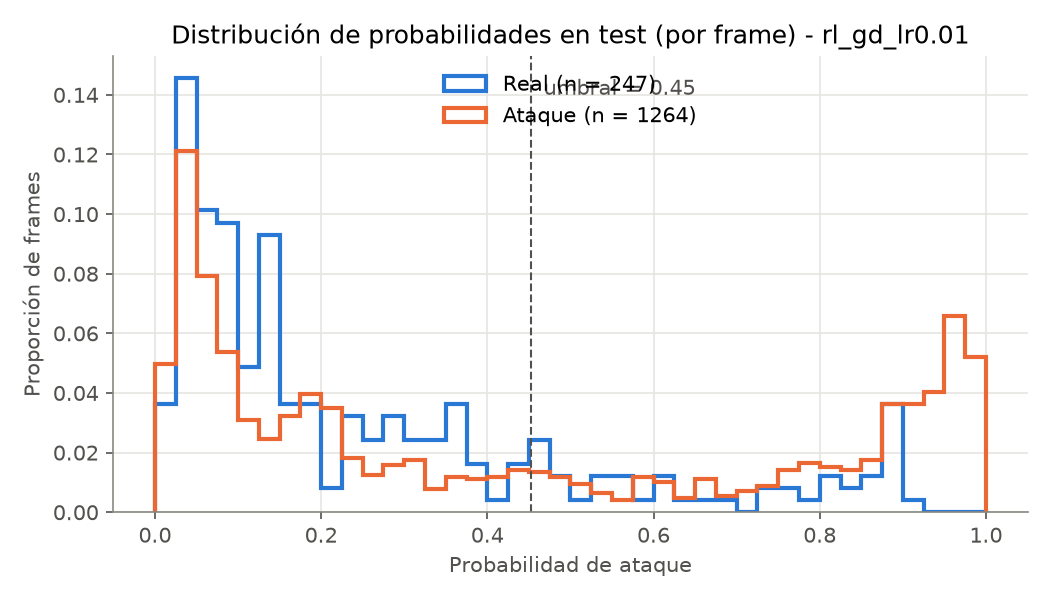 Distribución de probabilidades en test (por frame) - rl_gd_lr0.01
Real (n = 247)
umbral = 0.45
Ataque (n = 1264)
Proporción de frames
0.14
0.12
0.10
0.08
0.06
0.04
0.02
0.00
0.0 0.2 0.4 0.6 0.8 1.0
Probabilidad de ataque